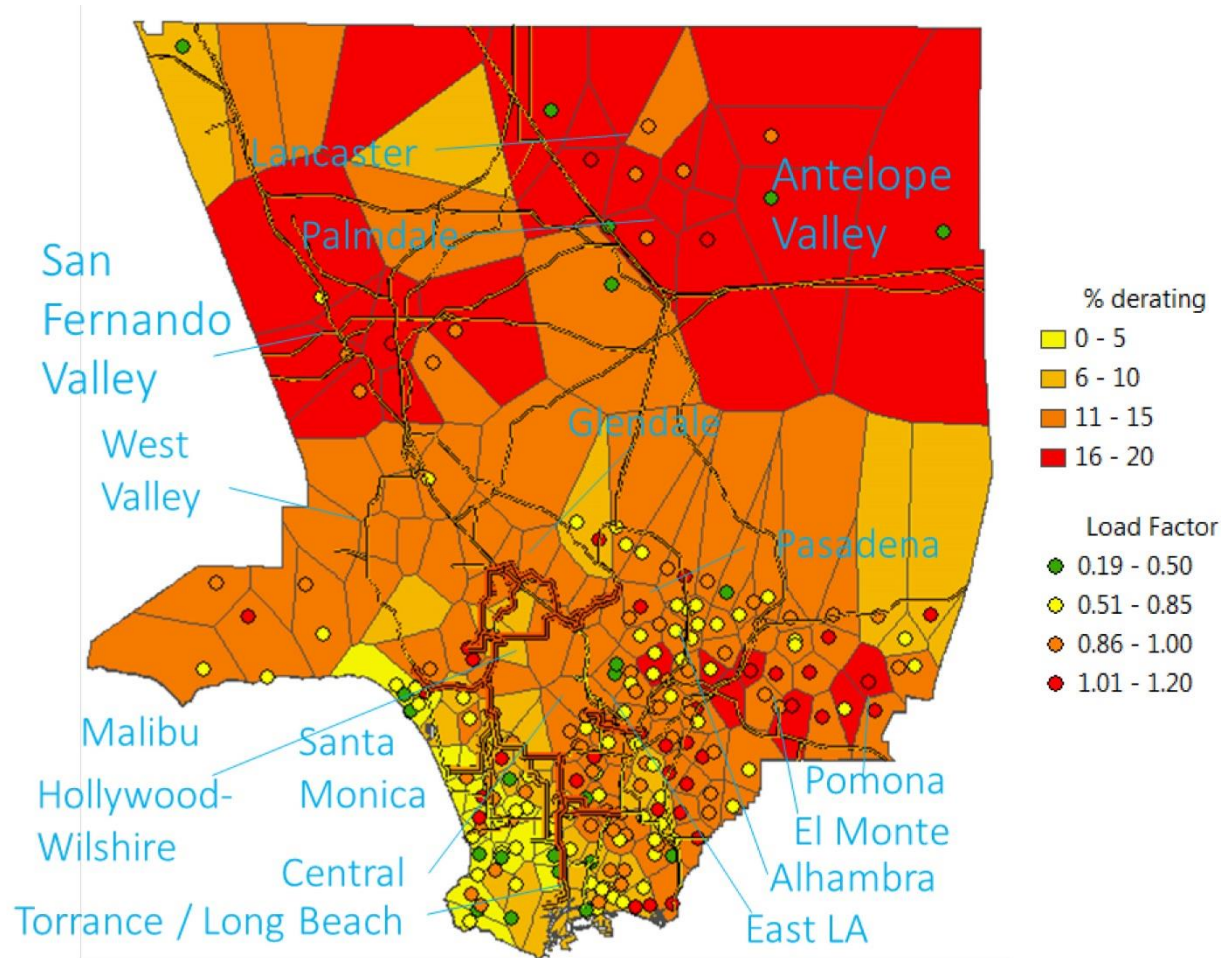 Lancaster
Antelope
Valley
Palmdale
San
Fernando
Valley
% derating
0 - 5
6 - 10
11 - 15
16 - 20
Glendale
West
Valley
Pasadena
Load Factor
0.19 - 0.50
0.51 - 0.85
0.86 - 1.00
1.01 - 1.20
Malibu
Santa
Monica
Hollywood-
Wilshire
Pomona
El Monte
Central
Alhambra
Torrance / Long Beach
East LA